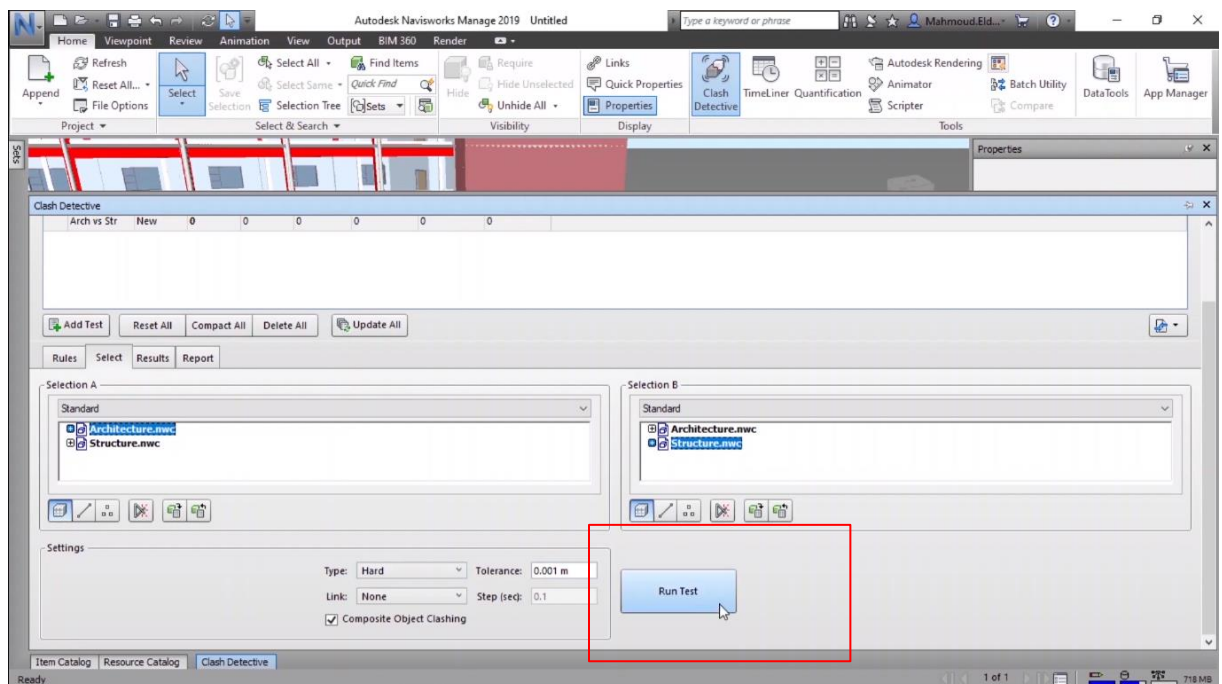 Autodesk Navisworks Manage 2019 Untitled
Type a keyword or phrase
Mahmoud.Eld...
Home Viewpoint Review Animation View Output BIM 360 Render
Append
Refresh
Reset All...
File Options
Project
Select
Save Selection
Select All
Select Same
Selection Tree
Find Items
Quick Find
Sets
Select & Search
Hide
Require
Hide Unselected
Unhide All
Visibility
Links
Quick Properties
Properties
Display
Clash Detective
TimeLiner
Quantification
Autodesk Rendering
Animator
Scripter
Batch Utility
Compare
Tools
DataTools
App Manager
Sets
Properties
Clash Detective
Arch vs Str New 0 0 0 0 0 0
Add Test Reset All Compact All Delete All Update All
Rules Select Results Report
Selection A
Standard
Architecture.nwc
Structure.nwc
Selection B
Standard
Architecture.nwc
Structure.nwc
Settings
Type: Hard Tolerance: 0.001 m
Link: None Step (sec): 0.1
Composite Object Clashing
Run Test
Item Catalog Resource Catalog Clash Detective
Ready
1 of 1
718 MB